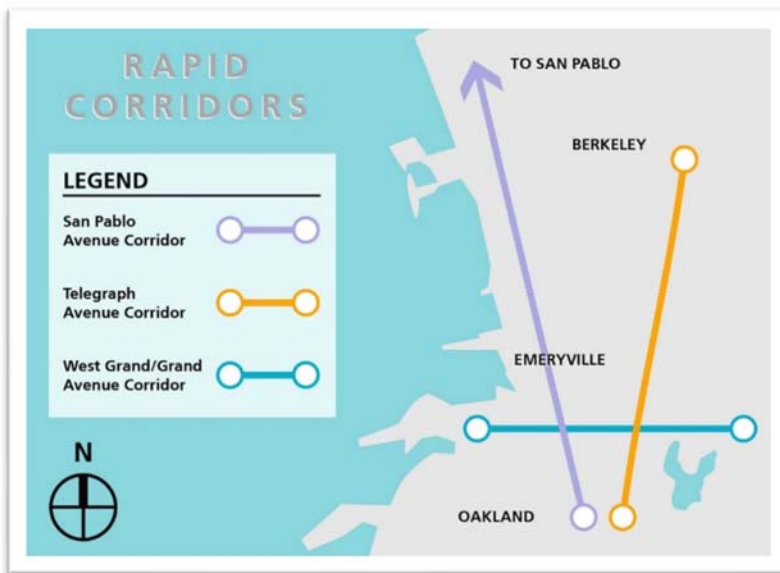 RAPID
CORRIDORS
LEGEND
San Pablo
Avenue Corridor
Telegraph
Avenue Corridor
West Grand/Grand
Avenue Corridor
N
TO SAN PABLO
BERKELEY
EMERYVILLE
OAKLAND